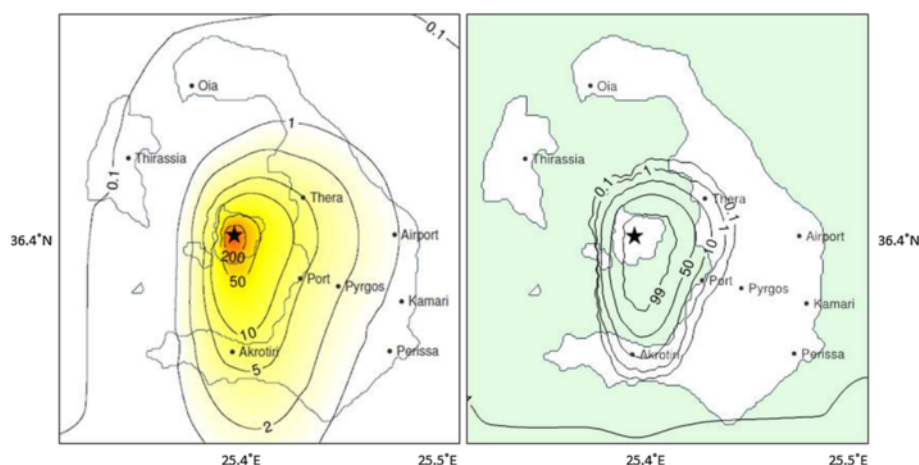 0.1
Oia
1
Thirassia
0.1
Thera
36.4°N
Airport
200
50
Port
Pyrgos
Kamari
10
Akrotiri
5
Perissa
2
25.4°E
25.5°E
Oia
Thirassia
0.1
1
Thera
0.1
1
10
Airport
36.4°N
50
Port
Pyrgos
99
Kamari
Akrotiri
Perissa
25.4°E
25.5°E